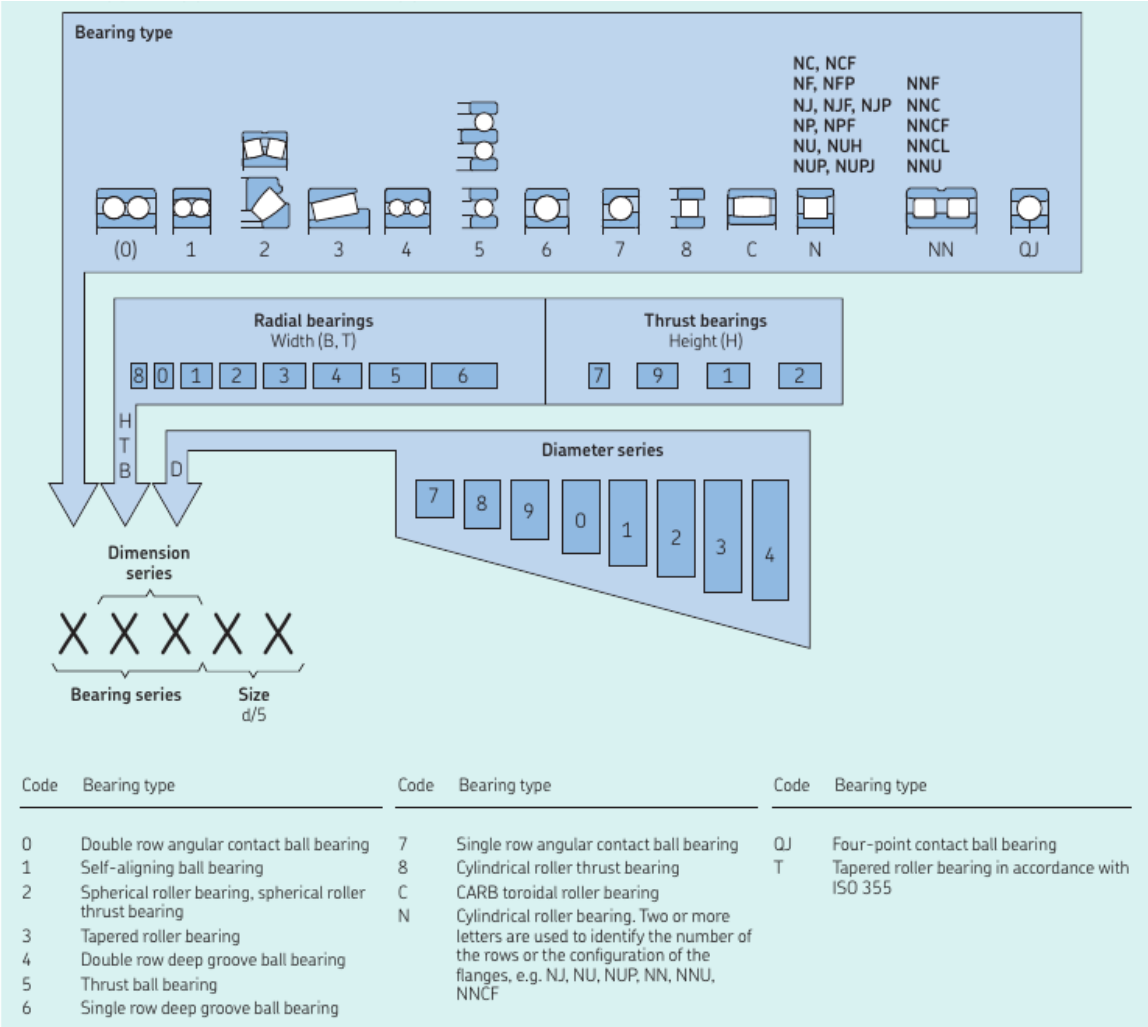 Bearing type
NC, NCF
NF, NFP NNF
NJ, NJF, NJP NNC
NP, NPF NNCF
NU, NUH NNCL
NUP, NUPJ NNU
(0) 1 2 3 4 5 6 7 8 C N NN QJ
Radial bearings
Width (B, T)
8 0 1 2 3 4 5 6
Thrust bearings
Height (H)
7 9 1 2
H
T
B
D
Diameter series
7 8 9 0 1 2 3 4
Dimension
series
X X X X X
Bearing series
Size
d/5
Code Bearing type
0 Double row angular contact ball bearing
1 Self-aligning ball bearing
2 Spherical roller bearing, spherical roller
thrust bearing
3 Tapered roller bearing
4 Double row deep groove ball bearing
5 Thrust ball bearing
6 Single row deep groove ball bearing
Code Bearing type
7 Single row angular contact ball bearing
8 Cylindrical roller thrust bearing
C CARB toroidal roller bearing
N Cylindrical roller bearing. Two or more
letters are used to identify the number of
the rows or the configuration of the
flanges, e.g. NJ, NU, NUP, NN, NNU,
NNCF
Code Bearing type
QJ Four-point contact ball bearing
T Tapered roller bearing in accordance with
ISO 355